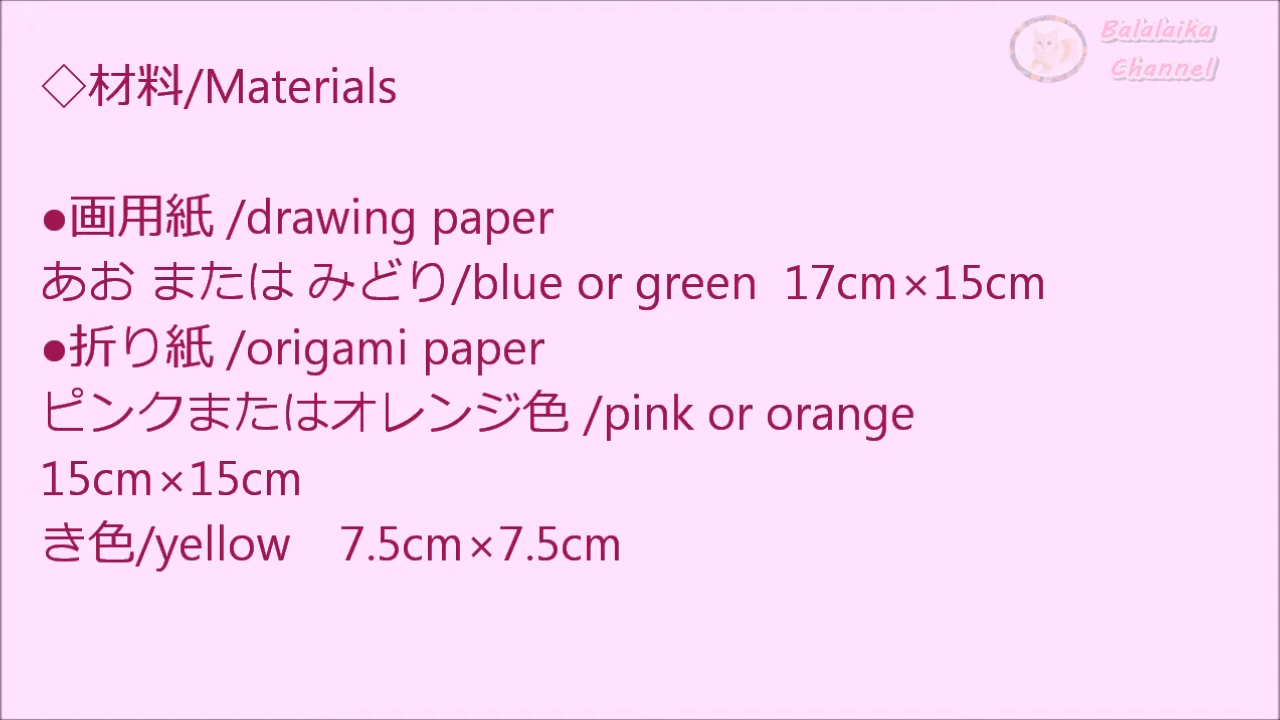 Balalaika
Channel
◇材料/Materials
●画用紙 /drawing paper
あお または みどり/blue or green 17cm×15cm
●折り紙 /origami paper
ピンクまたはオレンジ色 /pink or orange
15cm×15cm
き色/yellow 7.5cm×7.5cm